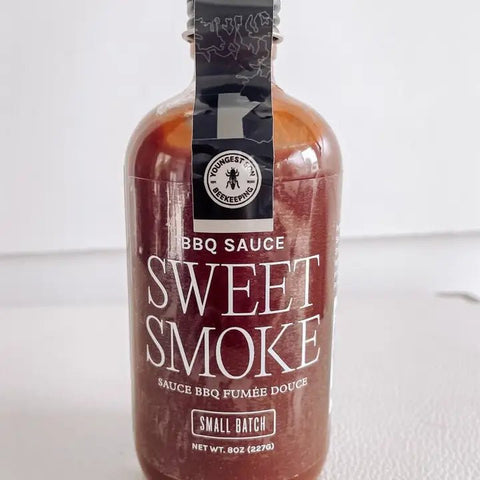 YOUNGEST SON
BEEKEEPING
BBQ SAUCE
SWEET
SMOKE
SAUCE BBQ FUMÉE DOUCE
SMALL BATCH
NET WT. 8OZ (227G)